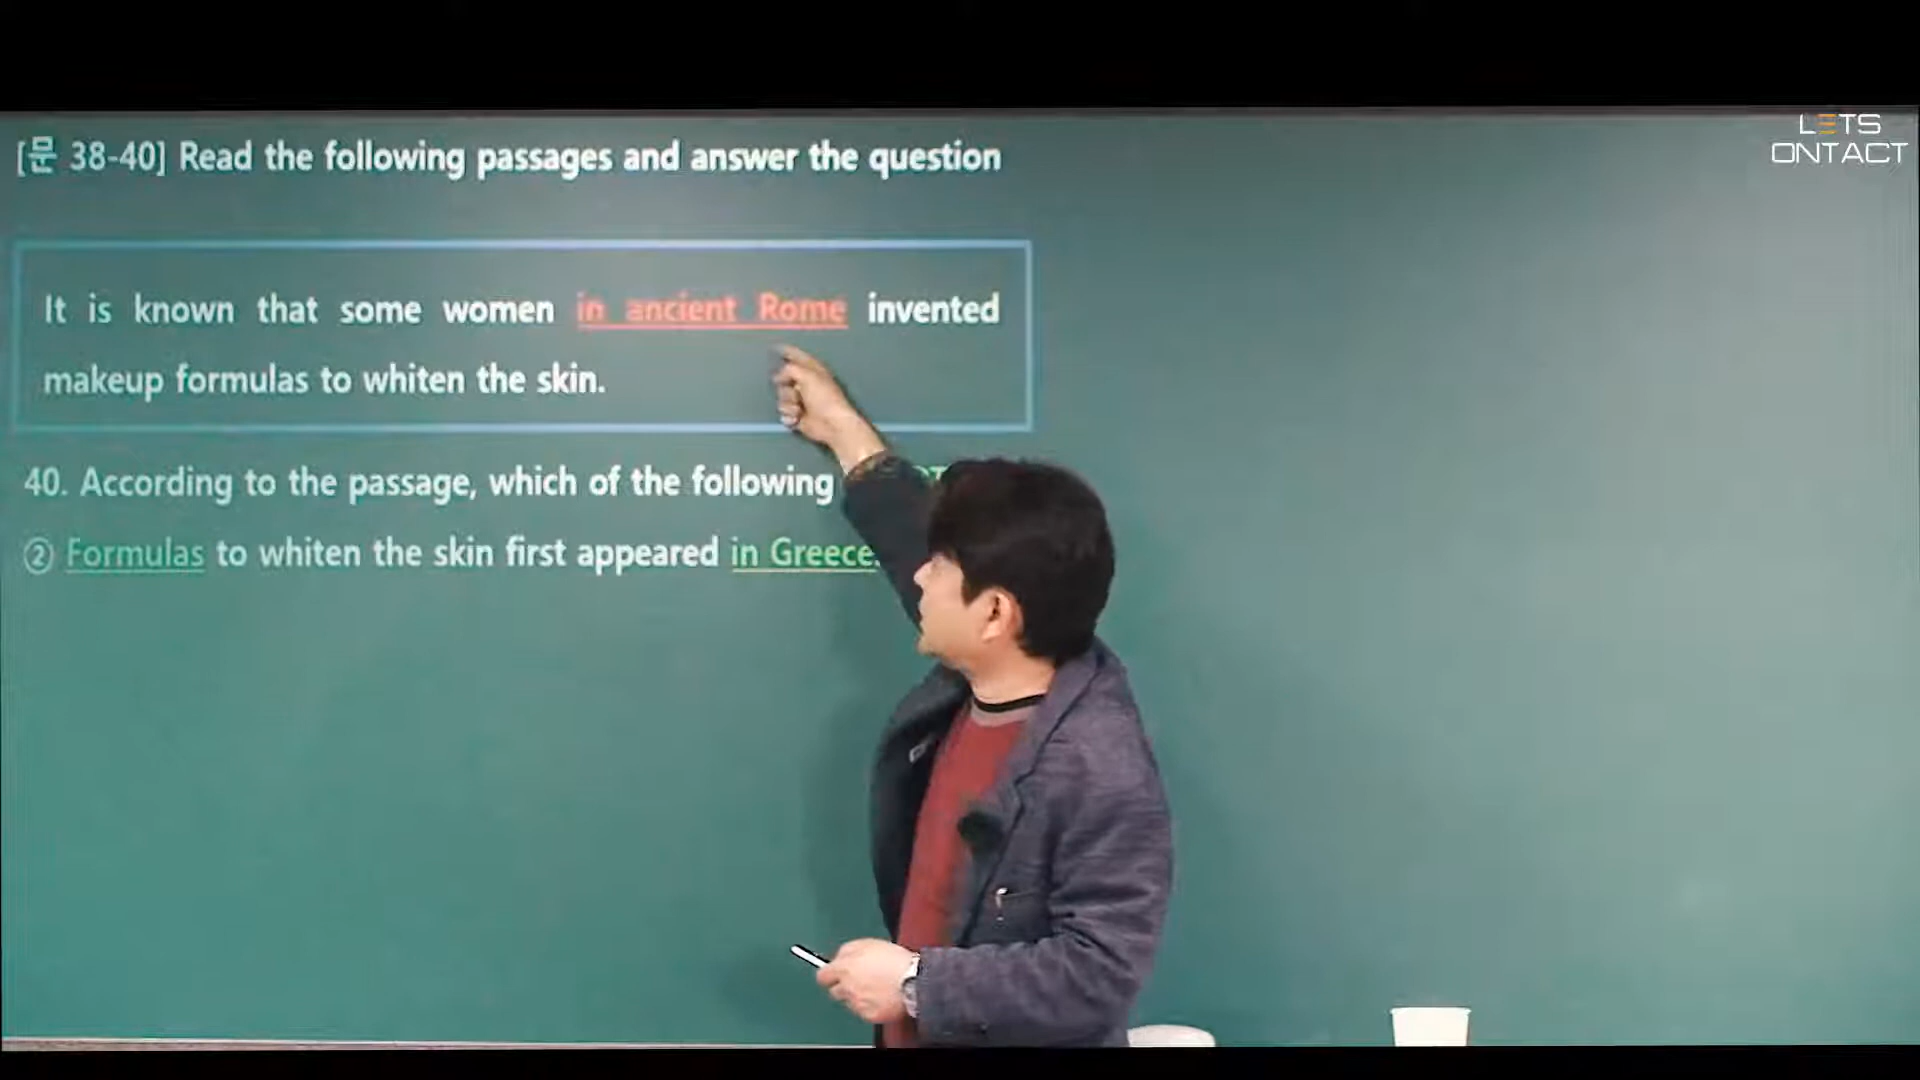 LETS
ONTACT
[문 38-40] Read the following passages and answer the question
It is known that some women in ancient Rome invented
makeup formulas to whiten the skin.
40. According to the passage, which of the following
② Formulas to whiten the skin first appeared in Greece.